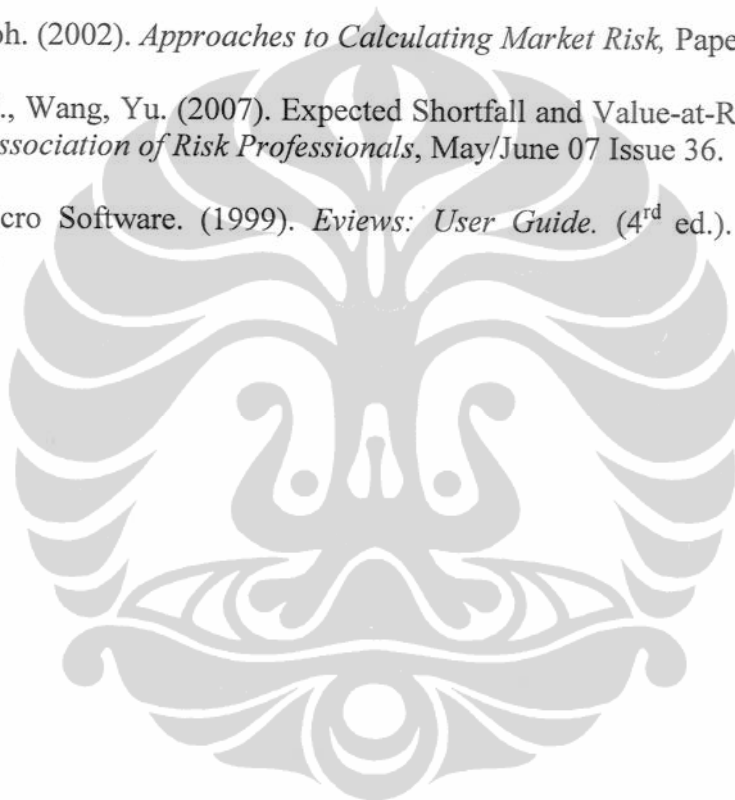 oh. (2002). Approaches to Calculating Market Risk, Pape
., Wang, Yu. (2007). Expected Shortfall and Value-at-R
ssociation of Risk Professionals, May/June 07 Issue 36.
cro Software. (1999). Eviews: User Guide. (4rd ed.).